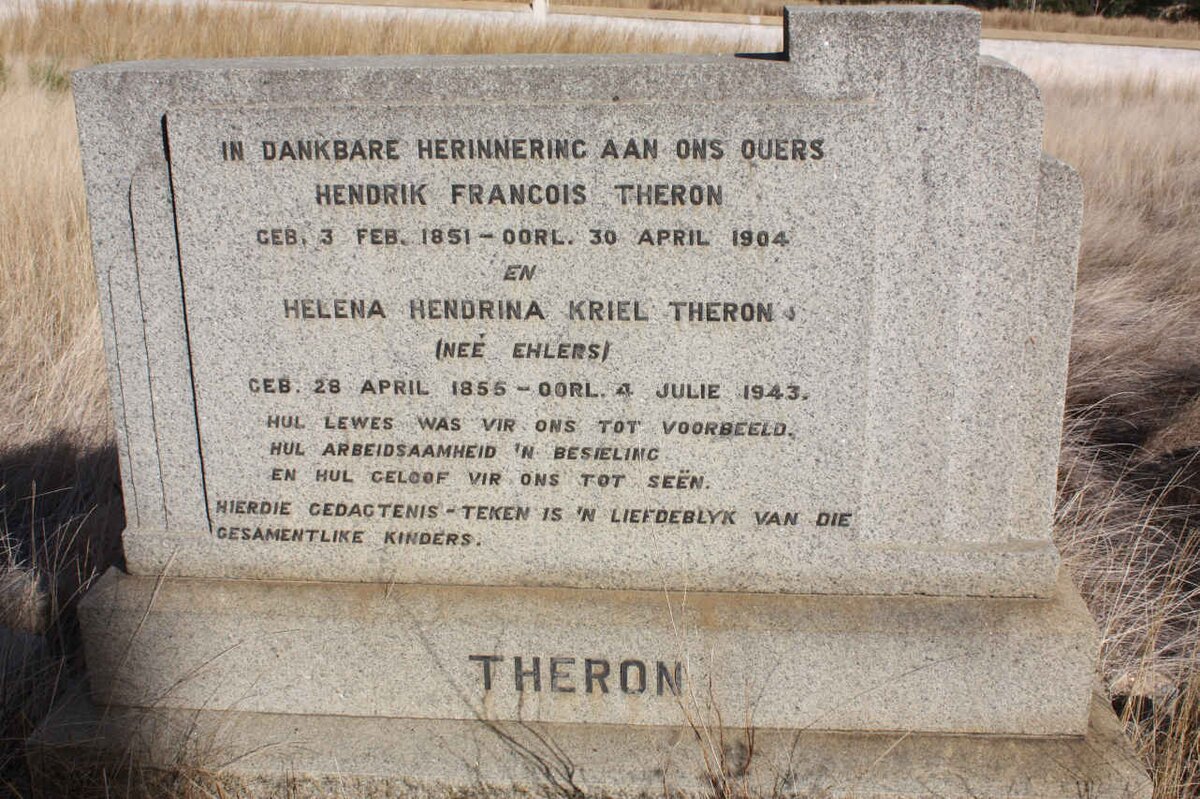 IN DANKBARE HERINNERING AAN ONS OUERS
HENDRIK FRANCOIS THERON
GEB. 3 FEB. 1851 - OORL. 30 APRIL 1904
EN
HELENA HENDRINA KRIEL THERON
(NEÉ EHLERS)
GEB. 28 APRIL 1855 - OORL. 4 JULIE 1943.
HUL LEWES WAS VIR ONS TOT VOORBEELD.
HUL ARBEIDSAAMHEID 'N BESIELING
EN HUL GELOOF VIR ONS TOT SEËN.
HIERDIE GEDAGTENIS - TEKEN IS 'N LIEFDEBLYK VAN DIE
GESAMENTLIKE KINDERS.
THERON